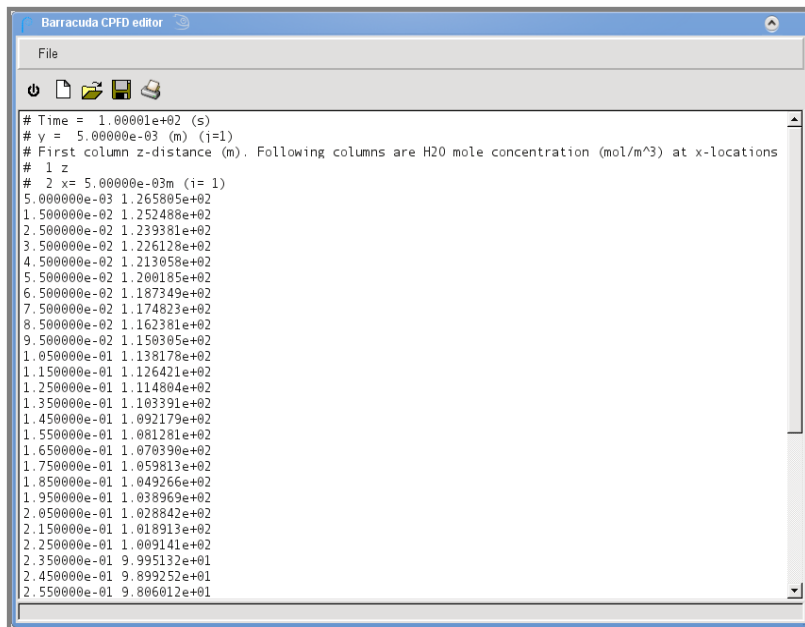 Barracuda CPFD editor
File
# Time =  1.00001e+02 (s)
# y =  5.00000e-03 (m) (j=1)
# First column z-distance (m). Following columns are H2O mole concentration (mol/m^3) at x-locations
#  1 z
#  2 x= 5.00000e-03m (i= 1)
5.000000e-03 1.265805e+02
1.500000e-02 1.252488e+02
2.500000e-02 1.239381e+02
3.500000e-02 1.226128e+02
4.500000e-02 1.213058e+02
5.500000e-02 1.200185e+02
6.500000e-02 1.187349e+02
7.500000e-02 1.174823e+02
8.500000e-02 1.162381e+02
9.500000e-02 1.150305e+02
1.050000e-01 1.138178e+02
1.150000e-01 1.126421e+02
1.250000e-01 1.114804e+02
1.350000e-01 1.103391e+02
1.450000e-01 1.092179e+02
1.550000e-01 1.081281e+02
1.650000e-01 1.070390e+02
1.750000e-01 1.059813e+02
1.850000e-01 1.049266e+02
1.950000e-01 1.038969e+02
2.050000e-01 1.028842e+02
2.150000e-01 1.018913e+02
2.250000e-01 1.009141e+02
2.350000e-01 9.995132e+01
2.450000e-01 9.899252e+01
2.550000e-01 9.806012e+01